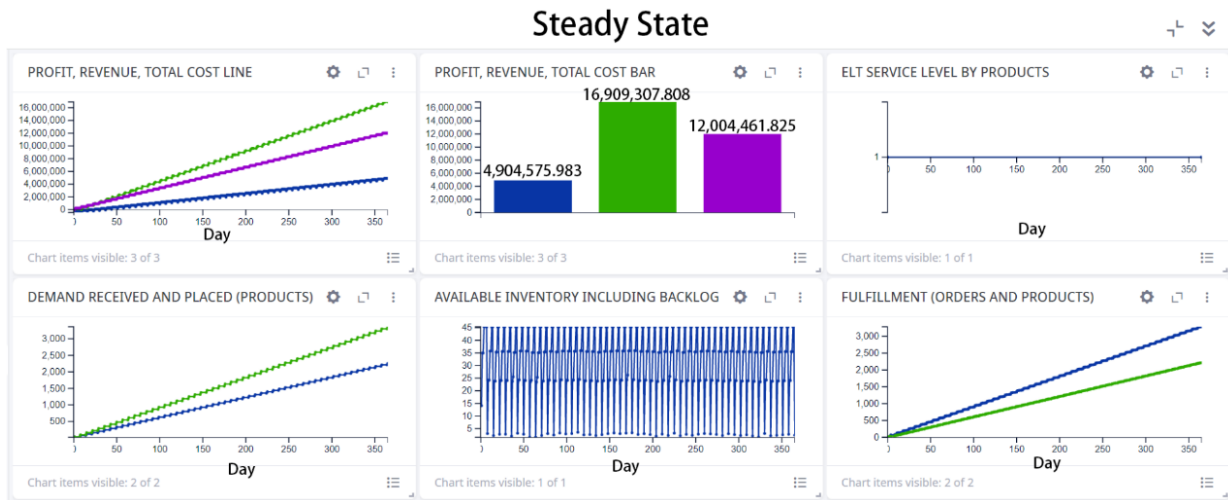 Steady State
PROFIT, REVENUE, TOTAL COST LINE
16,000,000
14,000,000
12,000,000
10,000,000
8,000,000
6,000,000
4,000,000
2,000,000
0
0 50 100 150 200 250 300 350
Day
Chart items visible: 3 of 3
PROFIT, REVENUE, TOTAL COST BAR
16,909,307.808
16,000,000
14,000,000
12,004,461.825
12,000,000
10,000,000
8,000,000
6,000,000
4,904,575.983
4,000,000
2,000,000
0
Chart items visible: 3 of 3
ELT SERVICE LEVEL BY PRODUCTS
1
0 50 100 150 200 250 300 350
Day
Chart items visible: 1 of 1
DEMAND RECEIVED AND PLACED (PRODUCTS)
3,000
2,500
2,000
1,500
1,000
500
0 50 100 150 200 250 300 350
Day
Chart items visible: 2 of 2
AVAILABLE INVENTORY INCLUDING BACKLOG
45
40
35
30
25
20
15
10
5
0 50 100 150 200 250 300 350
Day
Chart items visible: 1 of 1
FULFILLMENT (ORDERS AND PRODUCTS)
3,000
2,500
2,000
1,500
1,000
500
0
0 50 100 150 200 250 300 350
Day
Chart items visible: 2 of 2